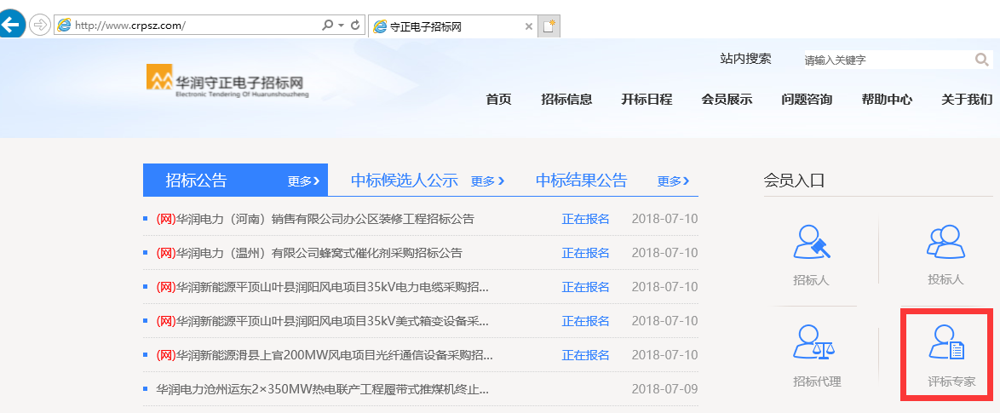 http://www.crpsz.com/
守正电子招标网
站内搜索
请输入关键字
华润守正电子招标网
Electronic Tendering Of Huarunshouzheng
首页 招标信息 开标日程 会员展示 问题咨询 帮助中心 关于我们
招标公告 更多 中标候选人公示 更多 中标结果公告 更多
会员入口
(网)华润电力（河南）销售有限公司办公区装修工程招标公告 正在报名 2018-07-10
(网)华润电力（温州）有限公司蜂窝式催化剂采购招标公告 正在报名 2018-07-10
(网)华润新能源平顶山叶县润阳风电项目35kV电力电缆采购招... 正在报名 2018-07-10
(网)华润新能源平顶山叶县润阳风电项目35kV美式箱变设备采... 正在报名 2018-07-10
(网)华润新能源滑县上官200MW风电项目光纤通信设备采购招... 正在报名 2018-07-10
华润电力沧州运东2×350MW热电联产工程履带式推煤机终止... 2018-07-09
招标人 投标人
招标代理 评标专家